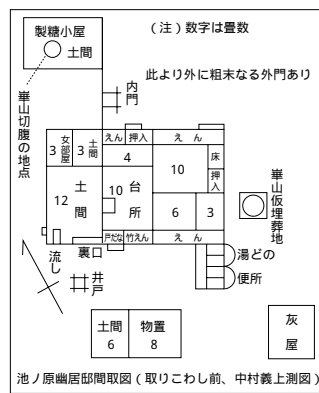 製糖小屋
土間
（注）数字は畳数
此より外に粗末なる外門あり
内門
崋山切腹の地点
女部屋
3
土間
3
えん
押入
えん
4
10
床
押入
12
土間
10
台所
6
3
崋山仮埋葬地
戸だな
竹えん
えん
流し
裏口
井戸
湯どの
便所
土間
6
物置
8
灰屋
池ノ原幽居邸間取図（取りこわし前、中村義上測図）